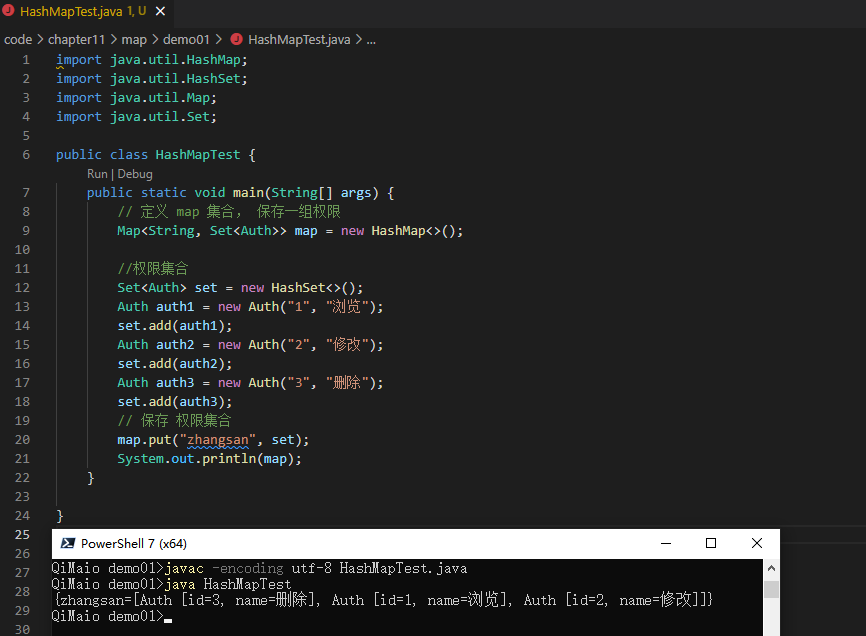 HashMapTest.java 1, U
code > chapter11 > map > demo01 > HashMapTest.java > ...
1 import java.util.HashMap;
2 import java.util.HashSet;
3 import java.util.Map;
4 import java.util.Set;
5
6 public class HashMapTest {
Run | Debug
7 public static void main(String[] args) {
8 // 定义 map 集合， 保存一组权限
9 Map<String, Set<Auth>> map = new HashMap<>();
10
11 //权限集合
12 Set<Auth> set = new HashSet<>();
13 Auth auth1 = new Auth("1", "浏览");
14 set.add(auth1);
15 Auth auth2 = new Auth("2", "修改");
16 set.add(auth2);
17 Auth auth3 = new Auth("3", "删除");
18 set.add(auth3);
19 // 保存 权限集合
20 map.put("zhangsan", set);
21 System.out.println(map);
22 }
23
24 }
25
26
27
28
29
30
PowerShell 7 (x64)
QiMaio demo01>javac -encoding utf-8 HashMapTest.java
QiMaio demo01>java HashMapTest
{zhangsan=[Auth [id=3, name=删除], Auth [id=1, name=浏览], Auth [id=2, name=修改]]}
QiMaio demo01>